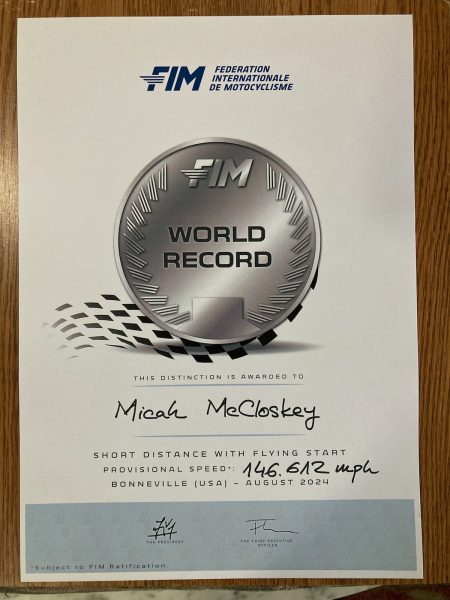 FIM FEDERATION
INTERNATIONALE
DE MOTOCYCLISME
FIM
WORLD
RECORD
THIS DISTINCTION IS AWARDED TO
Micah McCloskey
SHORT DISTANCE WITH FLYING START
PROVISIONAL SPEED*: 146.612 mph
BONNEVILLE (USA) - AUGUST 2024
THE PRESIDENT
THE CHIEF EXECUTIVE
OFFICER
*Subject to FIM Ratification.